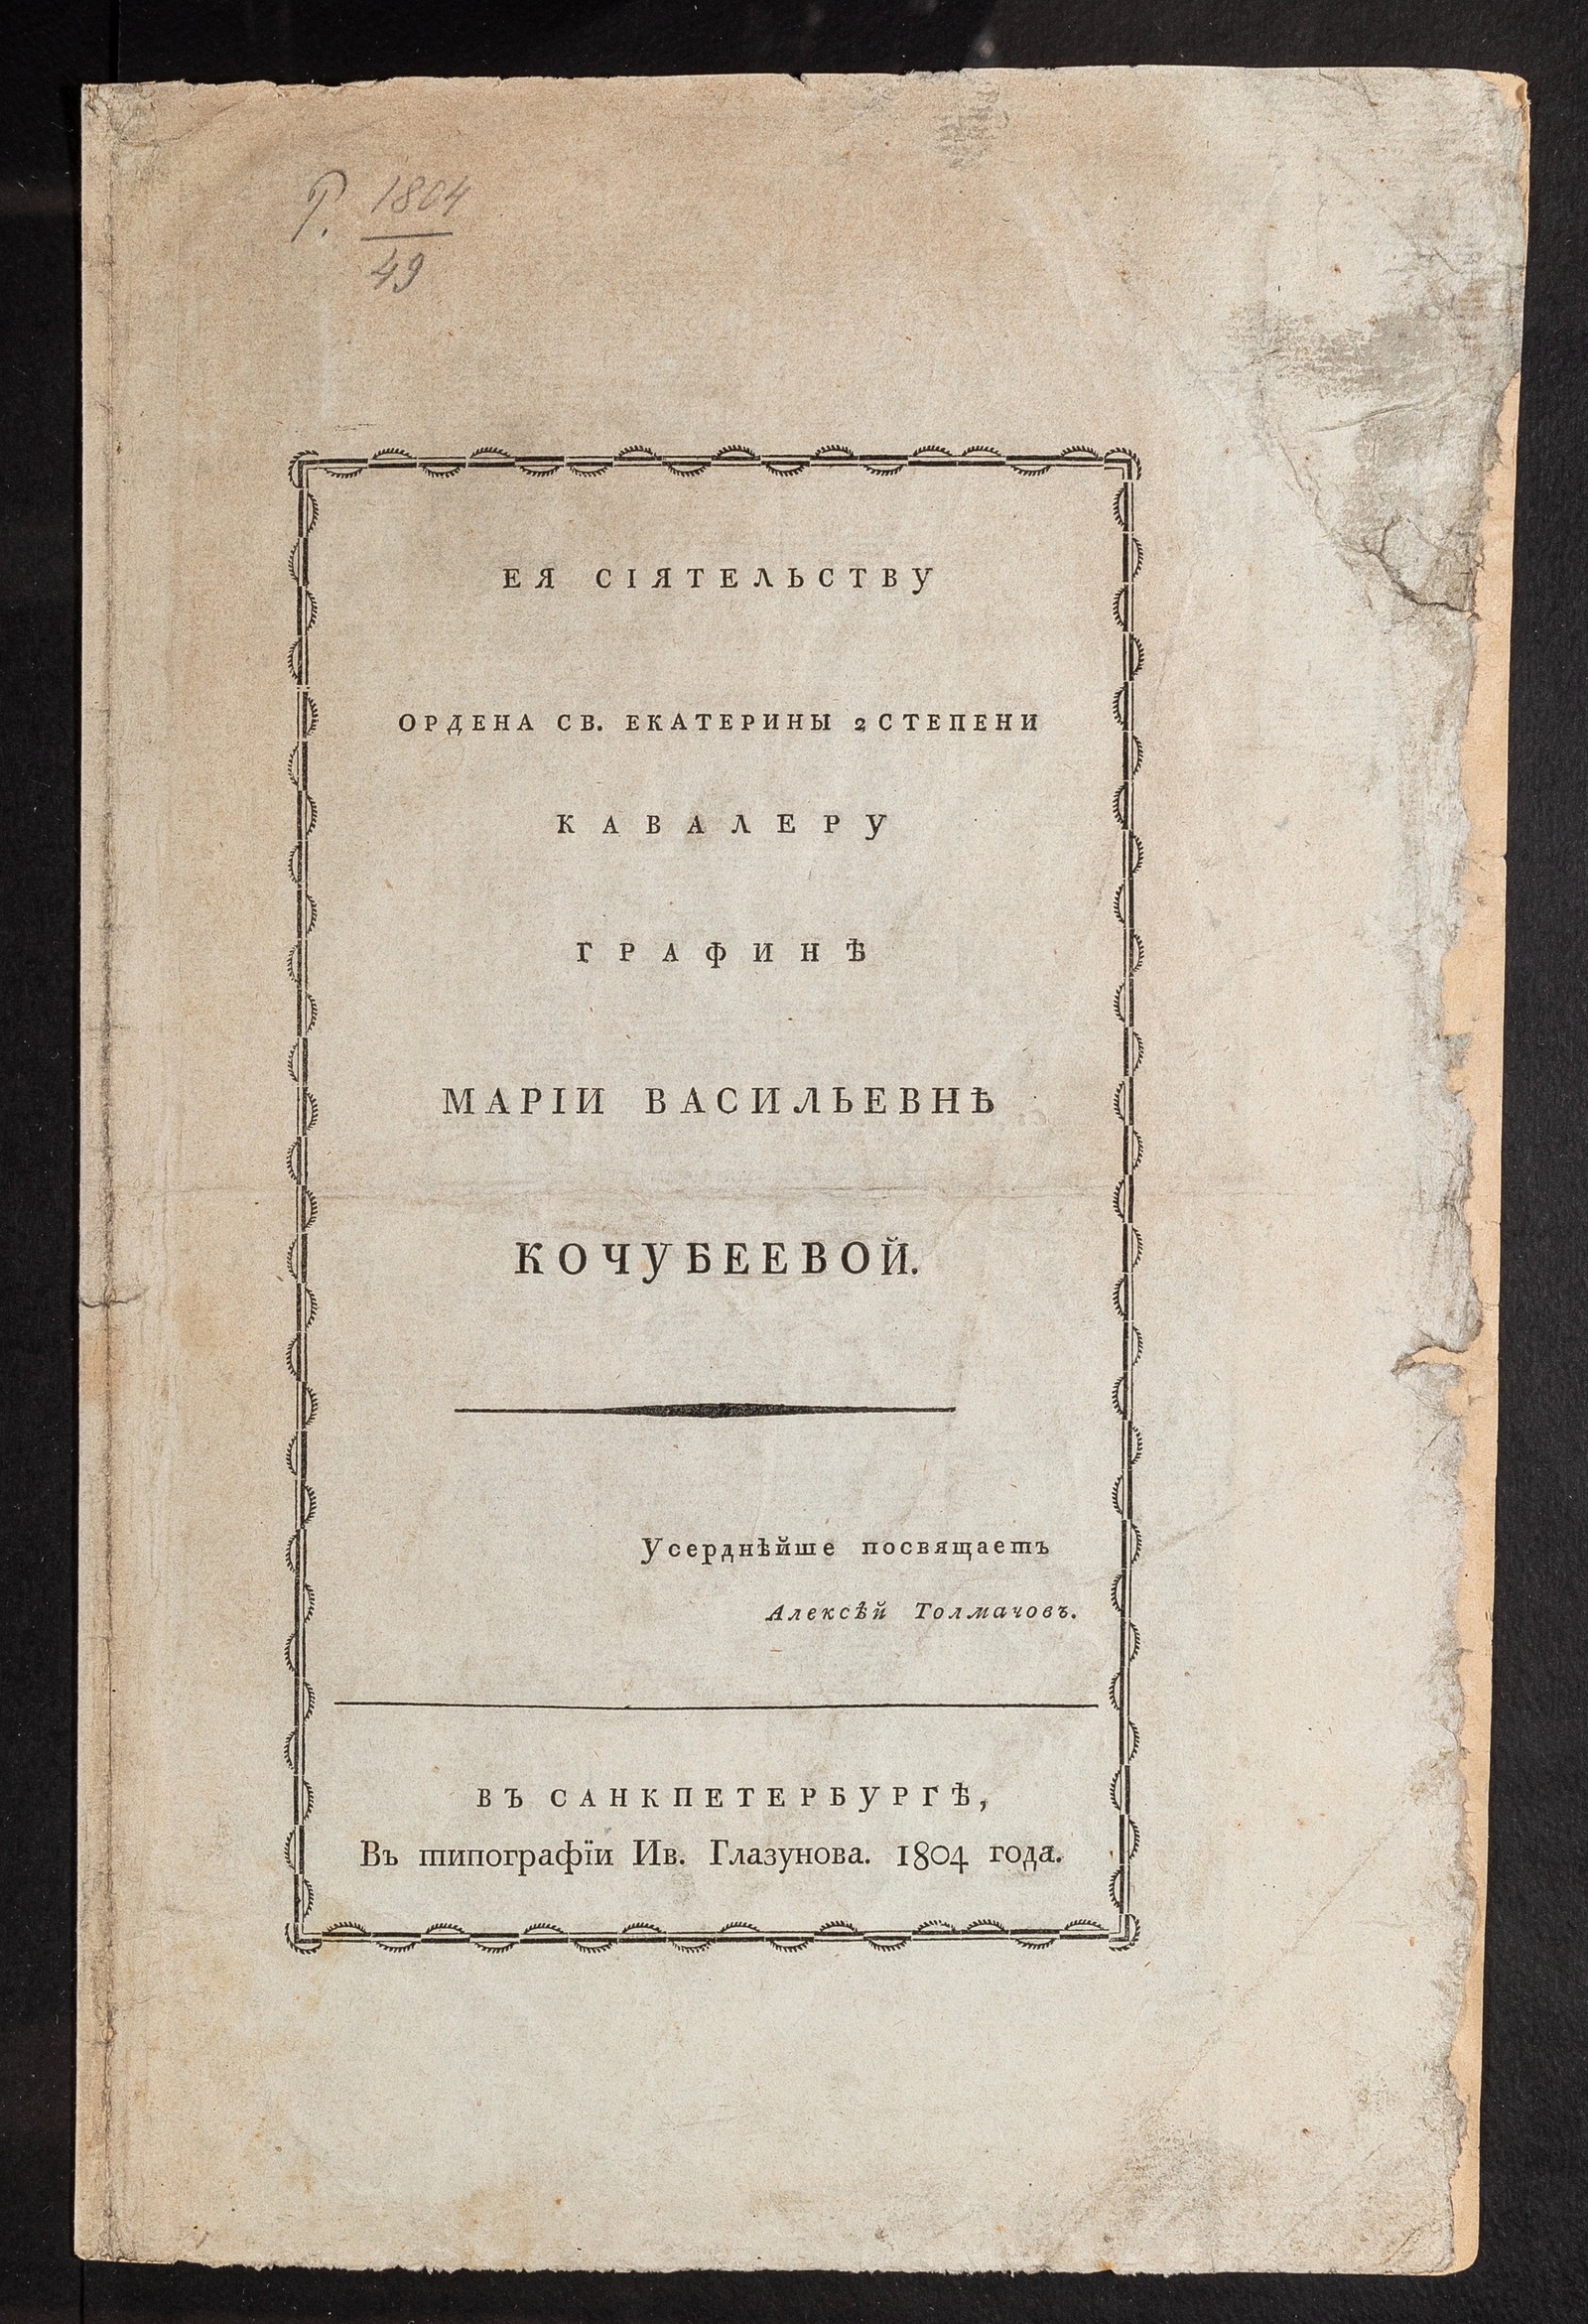 Р. 1804
49
ЕЯ СІЯТЕЛЬСТВУ
ОРДЕНА СВ. ЕКАТЕРИНЫ 2 СТЕПЕНИ
КАВАЛЕРУ
ГРАФИНѢ
МАРІИ ВАСИЛЬЕВНѢ
КОЧУБЕЕВОЙ.
Усерднѣйше посвящаетъ
Алексѣй Толмачовъ.
ВЪ САНКПЕТЕРБУРГѢ,
Въ типографїи Ив. Глазунова. 1804 года.